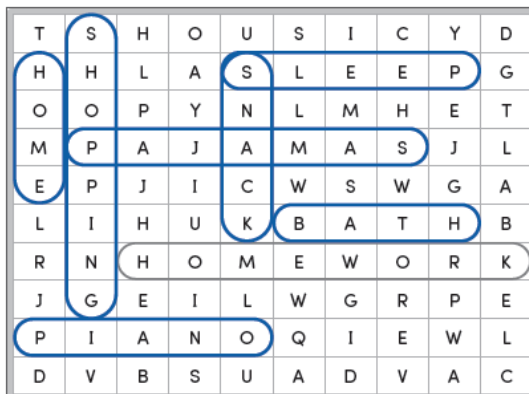 T S H O U S I C Y D
H H L A S L E E P G
O O P Y N L M H E T
M P A J A M A S J L
E P J I C W S W G A
L I H U K B A T H B
R N H O M E W O R K
J G E I L W G R P E
P I A N O Q I E W L
D V B S U A D V A C